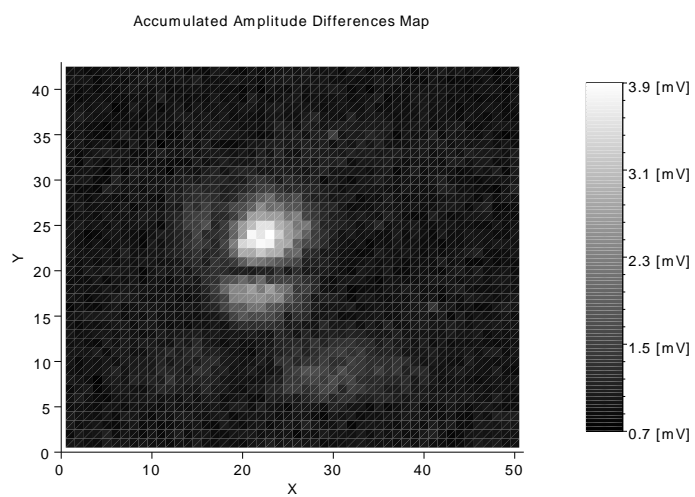 Accumulated Amplitude Differences Map
40
35
30
25
20
15
10
5
0
Y
0 10 20 30 40 50
X
3.9 [mV]
3.1 [mV]
2.3 [mV]
1.5 [mV]
0.7 [mV]